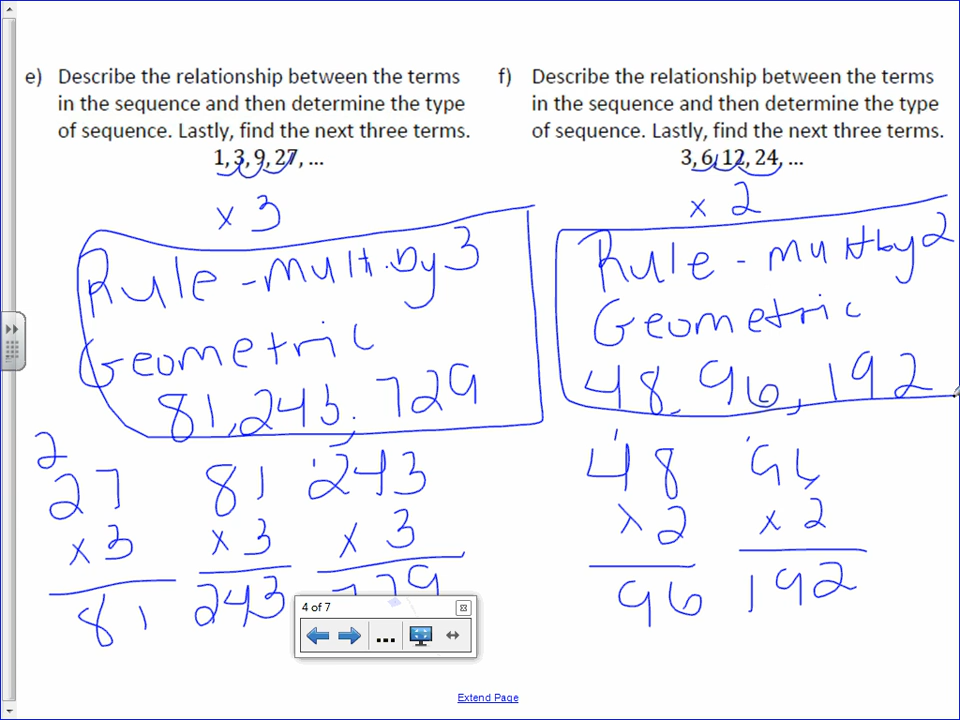 e) Describe the relationship between the terms
in the sequence and then determine the type
of sequence. Lastly, find the next three terms.
1, 3, 9, 27, ...
x 3
Rule - mult. by 3
Geometric
81, 243, 729
2
27
x 3
81
81
x 3
243
1
243
x 3
729
f) Describe the relationship between the terms
in the sequence and then determine the type
of sequence. Lastly, find the next three terms.
3, 6, 12, 24, ...
x 2
Rule - mult by 2
Geometric
48, 96, 192
1
48
x 2
96
1
96
x 2
192
4 of 7
...
Extend Page